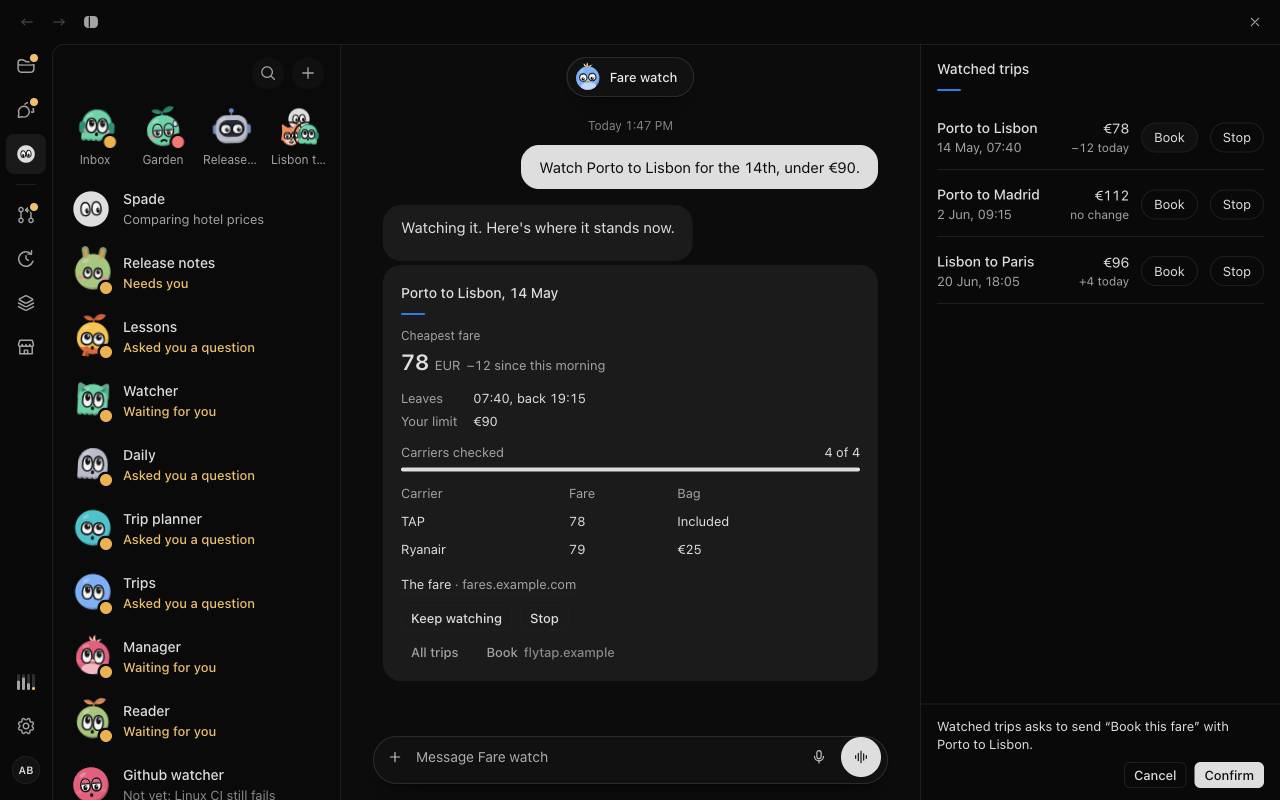 Fare watch
Today 1:47 PM
Watch Porto to Lisbon for the 14th, under €90.
Watching it. Here's where it stands now.
Porto to Lisbon, 14 May
Cheapest fare
78 EUR −12 since this morning
Leaves 07:40, back 19:15
Your limit €90
Carriers checked 4 of 4
Carrier Fare Bag
TAP 78 Included
Ryanair 79 €25
The fare · fares.example.com
Keep watching Stop
All trips Book flytap.example
Message Fare watch
Inbox Garden Release... Lisbon t...
Spade
Comparing hotel prices
Release notes
Needs you
Lessons
Asked you a question
Watcher
Waiting for you
Daily
Asked you a question
Trip planner
Asked you a question
Trips
Asked you a question
Manager
Waiting for you
Reader
Waiting for you
Github watcher
Not yet: Linux CI still fails
AB
Watched trips
Porto to Lisbon €78 Book Stop
14 May, 07:40 −12 today
Porto to Madrid €112 Book Stop
2 Jun, 09:15 no change
Lisbon to Paris €96 Book Stop
20 Jun, 18:05 +4 today
Watched trips asks to send “Book this fare” with
Porto to Lisbon.
Cancel Confirm